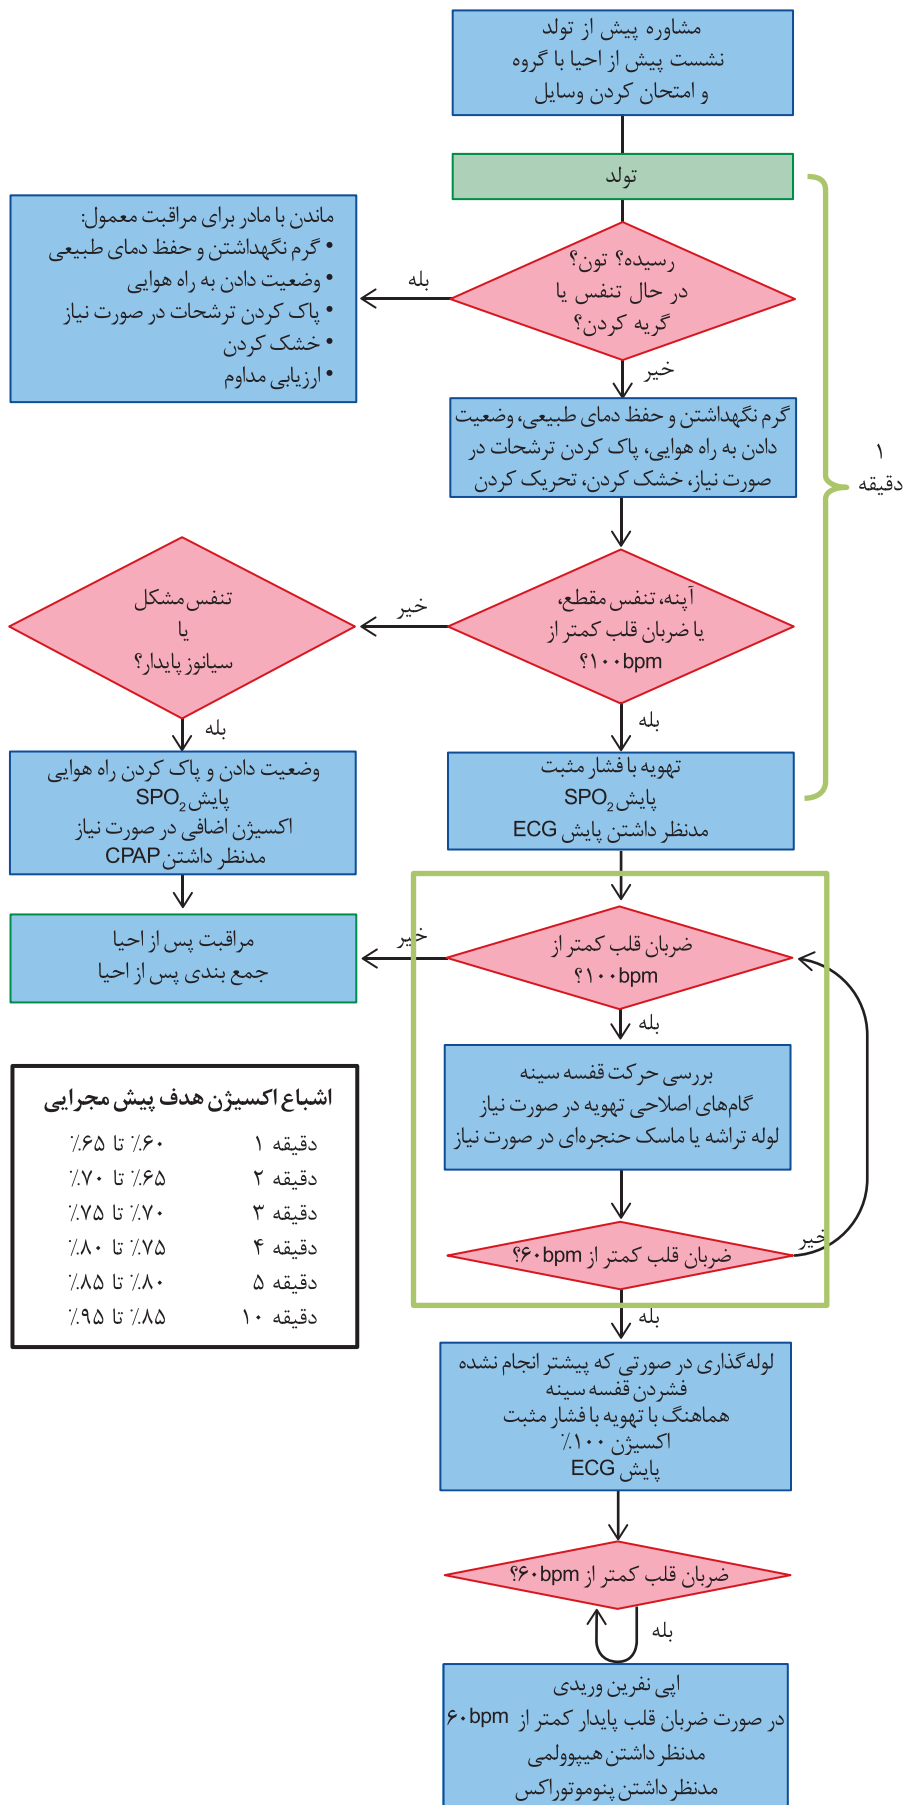 مشاوره پیش از تولد
نشست پیش از احیا با گروه
و امتحان کردن وسایل
تولد
۱
دقیقه
رسیده؟ تون؟
در حال تنفس یا
گریه کردن؟
بله
ماندن با مادر برای مراقبت معمول:
• گرم نگهداشتن و حفظ دمای طبیعی
• وضعیت دادن به راه هوایی
• پاک کردن ترشحات در صورت نیاز
• خشک کردن
• ارزیابی مداوم
خیر
گرم نگهداشتن و حفظ دمای طبیعی، وضعیت
دادن به راه هوایی، پاک کردن ترشحات در
صورت نیاز، خشک کردن، تحریک کردن
آپنه، تنفس مقطع،
یا ضربان قلب کمتر از
۱۰۰bpm؟
خیر
تنفس مشکل
یا
سیانوز پایدار؟
بله
وضعیت دادن و پاک کردن راه هوایی
پایش SPO₂
اکسیژن اضافی در صورت نیاز
مدنظر داشتن CPAP
بله
تهویه با فشار مثبت
پایش SPO₂
مدنظر داشتن پایش ECG
ضربان قلب کمتر از
۱۰۰bpm؟
خیر
مراقبت پس از احیا
جمع بندی پس از احیا
بله
بررسی حرکت قفسه سینه
گام‌های اصلاحی تهویه در صورت نیاز
لوله تراشه یا ماسک حنجره‌ای در صورت نیاز
ضربان قلب کمتر از ۶۰bpm؟
خیر
بله
لوله‌گذاری در صورتی که پیشتر انجام نشده
فشردن قفسه سینه
هماهنگ با تهویه با فشار مثبت
اکسیژن ۱۰۰٪
پایش ECG
ضربان قلب کمتر از ۶۰bpm؟
بله
اپی نفرین وریدی
در صورت ضربان قلب پایدار کمتر از ۶۰bpm
مدنظر داشتن هیپوولمی
مدنظر داشتن پنوموتوراکس
اشباع اکسیژن هدف پیش مجرایی
دقیقه ۱ ۶۰٪ تا ۶۵٪
دقیقه ۲ ۶۵٪ تا ۷۰٪
دقیقه ۳ ۷۰٪ تا ۷۵٪
دقیقه ۴ ۷۵٪ تا ۸۰٪
دقیقه ۵ ۸۰٪ تا ۸۵٪
دقیقه ۱۰ ۸۵٪ تا ۹۵٪